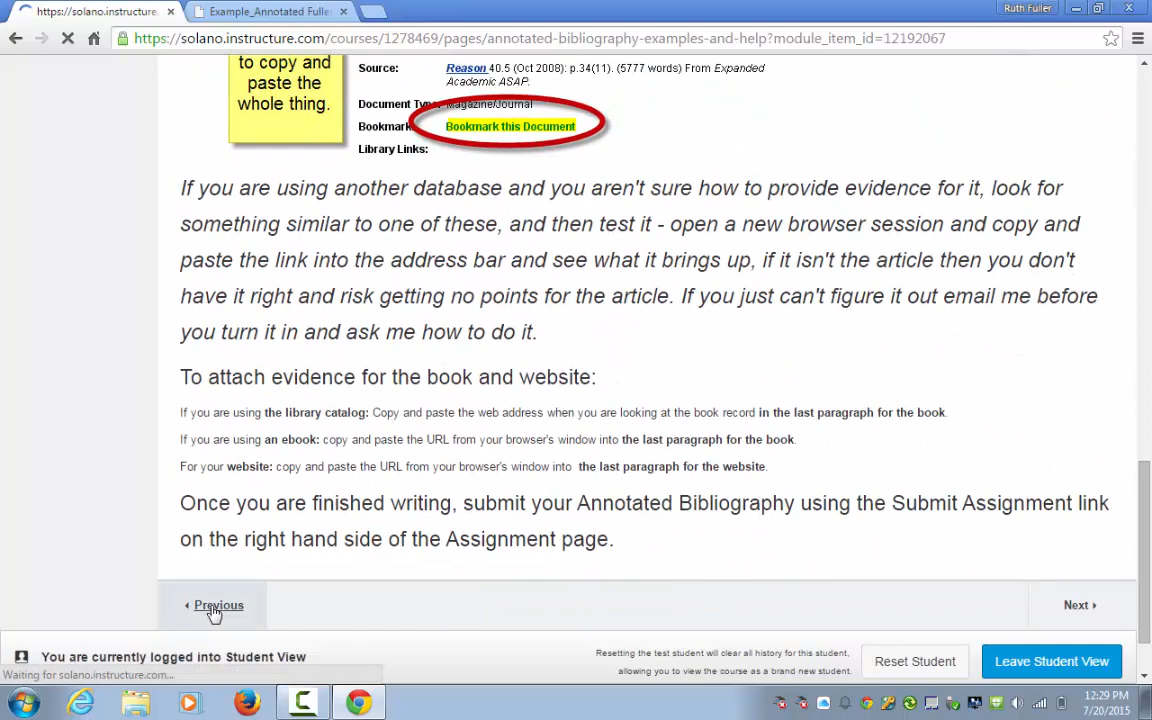 https://solano.instructure.
Example_Annotated Fuller
Ruth Fuller
https://solano.instructure.com/courses/1278469/pages/annotated-bibliography-examples-and-help?module_item_id=12192067
to copy and
paste the
whole thing.
Source: Reason 40.5 (Oct 2008): p.34(11). (5777 words) From Expanded
Academic ASAP.
Document Type: Magazine/Journal
Bookmark: Bookmark this Document
Library Links:
If you are using another database and you aren't sure how to provide evidence for it, look for
something similar to one of these, and then test it - open a new browser session and copy and
paste the link into the address bar and see what it brings up, if it isn't the article then you don't
have it right and risk getting no points for the article. If you just can't figure it out email me before
you turn it in and ask me how to do it.
To attach evidence for the book and website:
If you are using the library catalog: Copy and paste the web address when you are looking at the book record in the last paragraph for the book.
If you are using an ebook: copy and paste the URL from your browser's window into the last paragraph for the book.
For your website: copy and paste the URL from your browser's window into the last paragraph for the website.
Once you are finished writing, submit your Annotated Bibliography using the Submit Assignment link
on the right hand side of the Assignment page.
Previous
Next
You are currently logged into Student View
Resetting the test student will clear all history for this student,
allowing you to view the course as a brand new student.
Reset Student
Leave Student View
Waiting for solano.instructure.com...
12:29 PM
7/20/2015